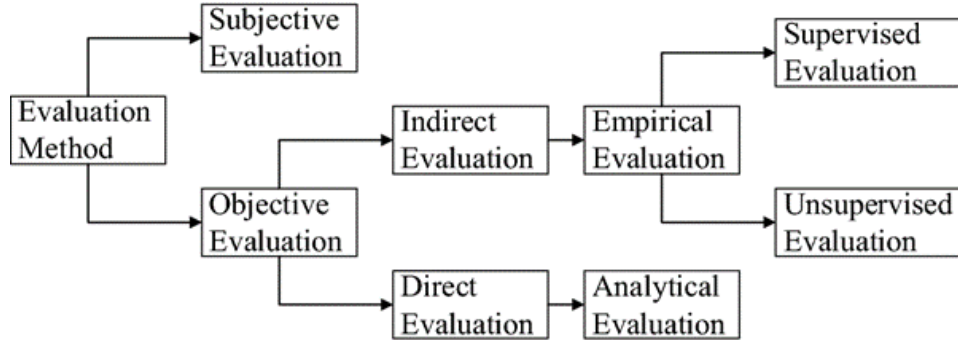 Subjective
Evaluation
Supervised
Evaluation
Evaluation
Method
Indirect
Evaluation
Empirical
Evaluation
Objective
Evaluation
Unsupervised
Evaluation
Direct
Evaluation
Analytical
Evaluation